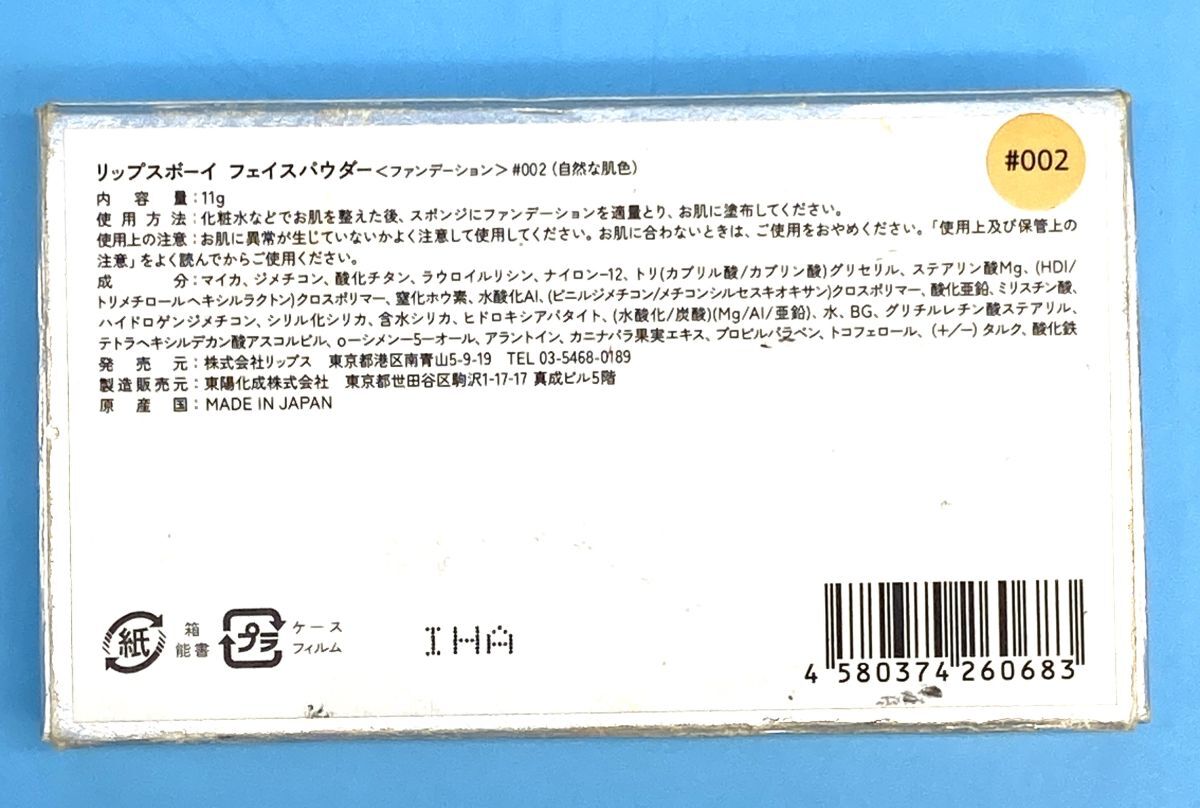 リップスボーイ フェイスパウダー＜ファンデーション＞#002（自然な肌色）
#002
内容量：11g
使用方法：化粧水などでお肌を整えた後、スポンジにファンデーションを適量とり、お肌に塗布してください。
使用上の注意：お肌に異常が生じていないかよく注意して使用してください。お肌に合わないときは、ご使用をおやめください。「使用上及び保管上の
注意」をよく読んでからご使用ください。
成分：マイカ、ジメチコン、酸化チタン、ラウロイルリシン、ナイロン-12、トリ(カプリル酸/カプリン酸)グリセリル、ステアリン酸Mg、(HDI/
トリメチロールヘキシルラクトン)クロスポリマー、窒化ホウ素、水酸化Al、(ビニルジメチコン/メチコンシルセスキオキサン)クロスポリマー、酸化亜鉛、ミリスチン酸、
ハイドロゲンジメチコン、シリル化シリカ、含水シリカ、ヒドロキシアパタイト、(水酸化/炭酸)(Mg/Al/亜鉛)、水、BG、グリチルレチン酸ステアリル、
テトラヘキシルデカン酸アスコルビル、o-シメン-5-オール、アラントイン、カニナバラ果実エキス、プロピルパラベン、トコフェロール、(+/−)タルク、酸化鉄
発売元：株式会社リップス 東京都港区南青山5-9-19 TEL 03-5468-0189
製造販売元：東陽化成株式会社 東京都世田谷区駒沢1-17-17 真成ビル5階
原産国：MADE IN JAPAN
紙 箱 能書
プラ ケース フィルム
IHA
4 580374 260683